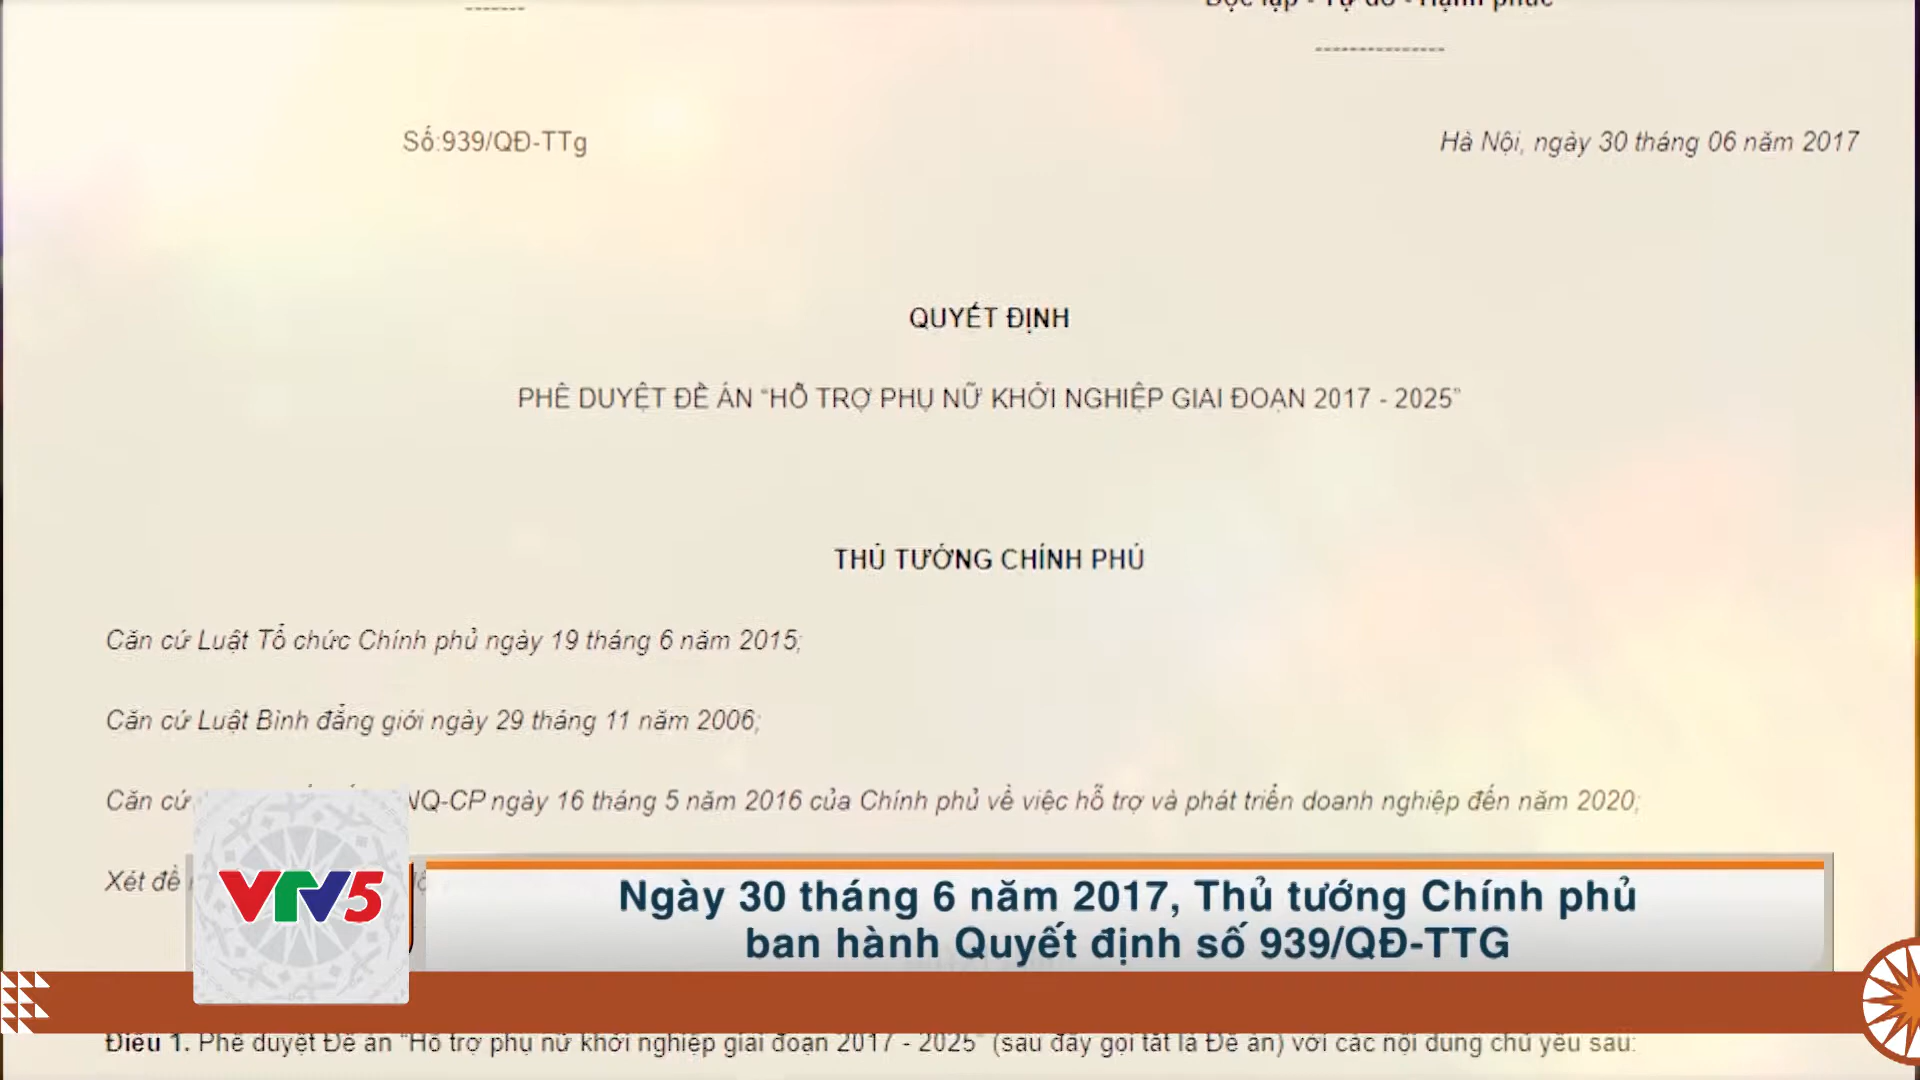 Độc lập - Tự do - Hạnh phúc
Số:939/QĐ-TTg
Hà Nội, ngày 30 tháng 06 năm 2017
QUYẾT ĐỊNH
PHÊ DUYỆT ĐỀ ÁN “HỖ TRỢ PHỤ NỮ KHỞI NGHIỆP GIAI ĐOẠN 2017 - 2025”
THỦ TƯỚNG CHÍNH PHỦ
Căn cứ Luật Tổ chức Chính phủ ngày 19 tháng 6 năm 2015;
Căn cứ Luật Bình đẳng giới ngày 29 tháng 11 năm 2006;
Căn cứ NQ-CP ngày 16 tháng 5 năm 2016 của Chính phủ về việc hỗ trợ và phát triển doanh nghiệp đến năm 2020;
Xét đề
VTV5
Ngày 30 tháng 6 năm 2017, Thủ tướng Chính phủ
ban hành Quyết định số 939/QĐ-TTG
Điều 1. Phê duyệt Đề án “Hỗ trợ phụ nữ khởi nghiệp giai đoạn 2017 - 2025” (sau đây gọi tắt là Đề án) với các nội dung chủ yếu sau: